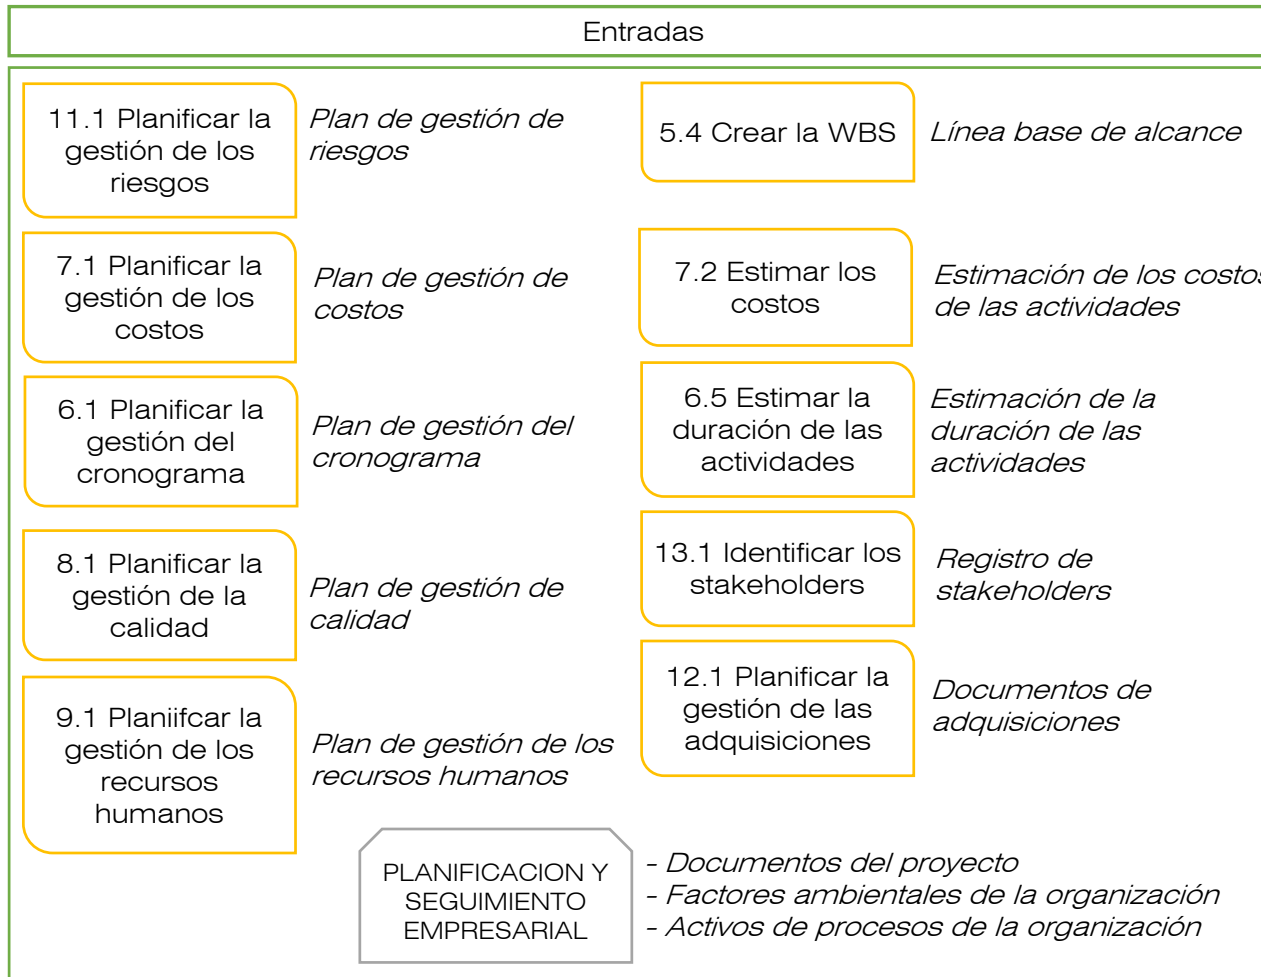 Entradas
11.1 Planificar la
gestión de los
riesgos
Plan de gestión de
riesgos
7.1 Planificar la
gestión de los
costos
Plan de gestión de
costos
6.1 Planificar la
gestión del
cronograma
Plan de gestión del
cronograma
8.1 Planificar la
gestión de la
calidad
Plan de gestión de
calidad
9.1 Planiifcar la
gestión de los
recursos
humanos
Plan de gestión de los
recursos humanos
5.4 Crear la WBS
Línea base de alcance
7.2 Estimar los
costos
Estimación de los costos
de las actividades
6.5 Estimar la
duración de las
actividades
Estimación de la
duración de las
actividades
13.1 Identificar los
stakeholders
Registro de
stakeholders
12.1 Planificar la
gestión de las
adquisiciones
Documentos de
adquisiciones
PLANIFICACION Y
SEGUIMIENTO
EMPRESARIAL
- Documentos del proyecto
- Factores ambientales de la organización
- Activos de procesos de la organización